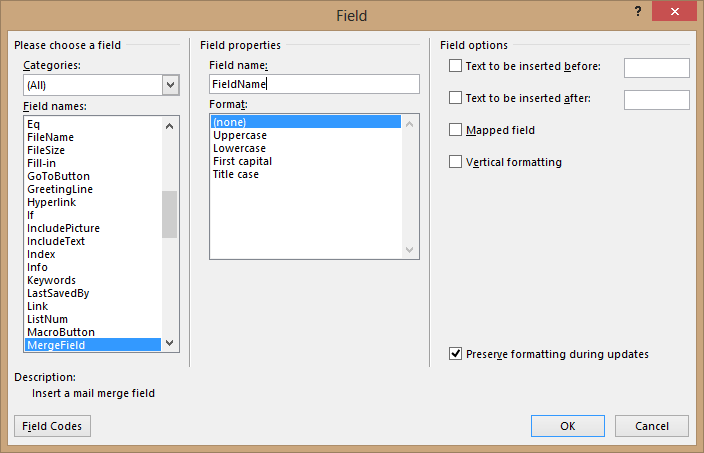 Field
?
Please choose a field
Categories:
(All)
Field names:
Eq
FileName
FileSize
Fill-in
GoToButton
GreetingLine
Hyperlink
If
IncludePicture
IncludeText
Index
Info
Keywords
LastSavedBy
Link
ListNum
MacroButton
MergeField
Field properties
Field name:
FieldName
Format:
(none)
Uppercase
Lowercase
First capital
Title case
Field options
Text to be inserted before:
Text to be inserted after:
Mapped field
Vertical formatting
Preserve formatting during updates
Description:
Insert a mail merge field
Field Codes
OK
Cancel